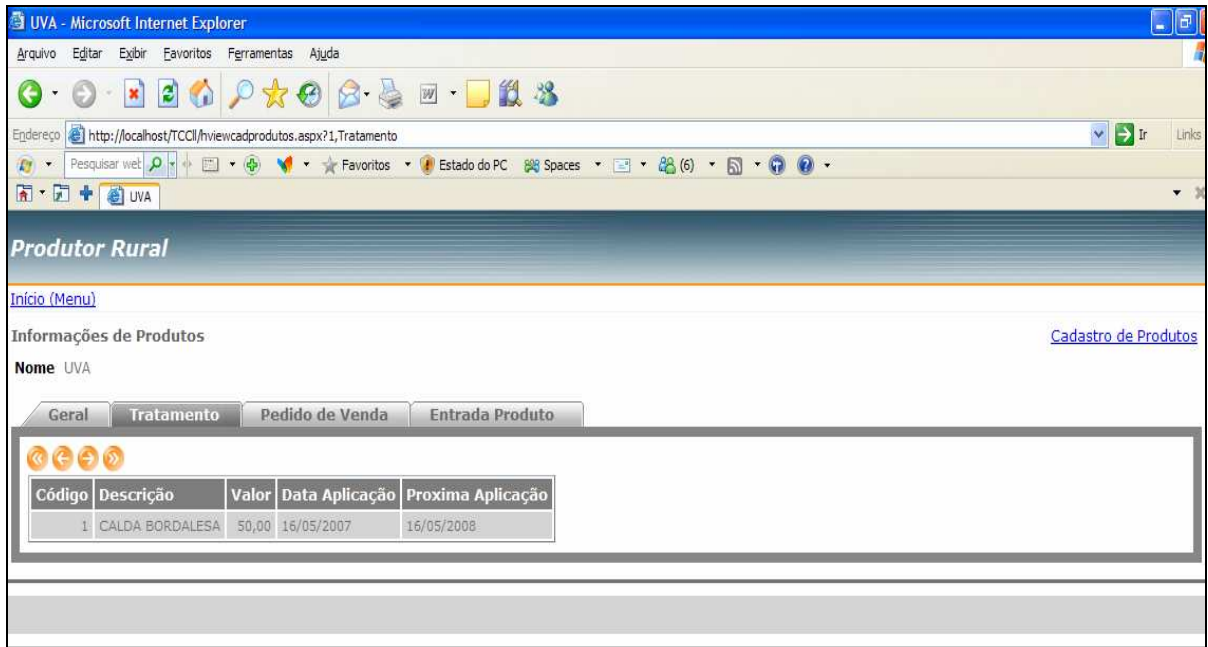 UVA - Microsoft Internet Explorer
Arquivo Editar Exibir Favoritos Ferramentas Ajuda
Endereço http://localhost/TCCII/hviewcadprodutos.aspx?1,Tratamento Ir Links
Pesquisar web Favoritos Estado do PC Spaces (6)
UVA
Produtor Rural
Início (Menu)
Informações de Produtos Cadastro de Produtos
Nome UVA
Geral Tratamento Pedido de Venda Entrada Produto
Código Descrição Valor Data Aplicação Proxima Aplicação
1 CALDA BORDALESA 50,00 16/05/2007 16/05/2008